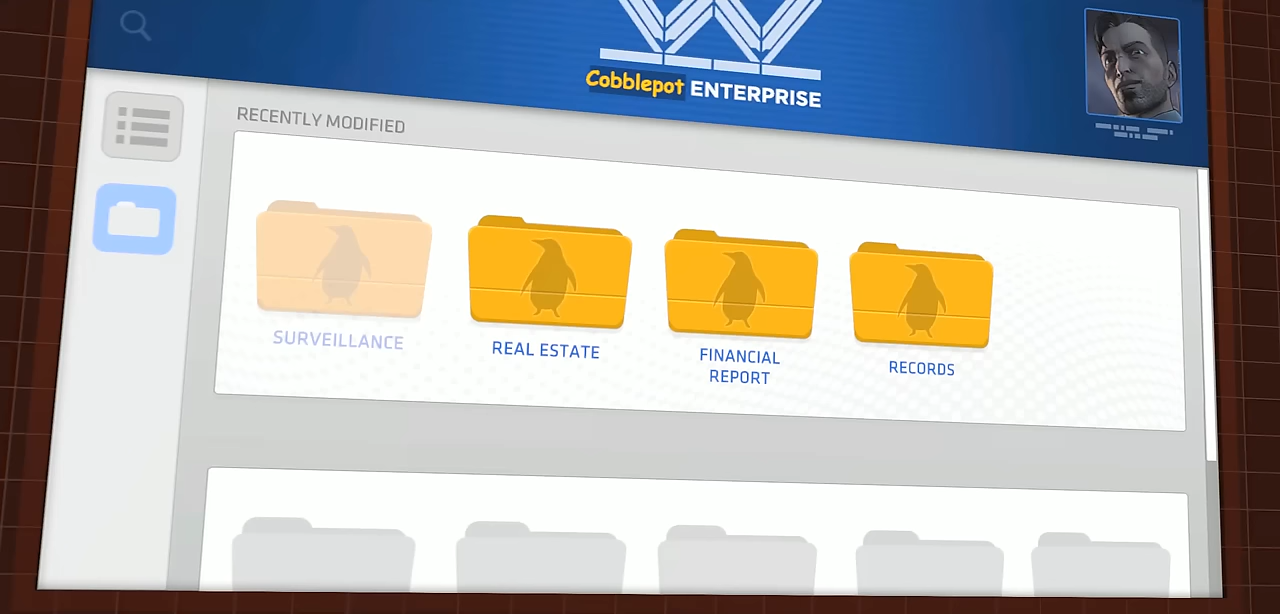 Cobblepot ENTERPRISE
RECENTLY MODIFIED
SURVEILLANCE
REAL ESTATE
FINANCIAL
REPORT
RECORDS